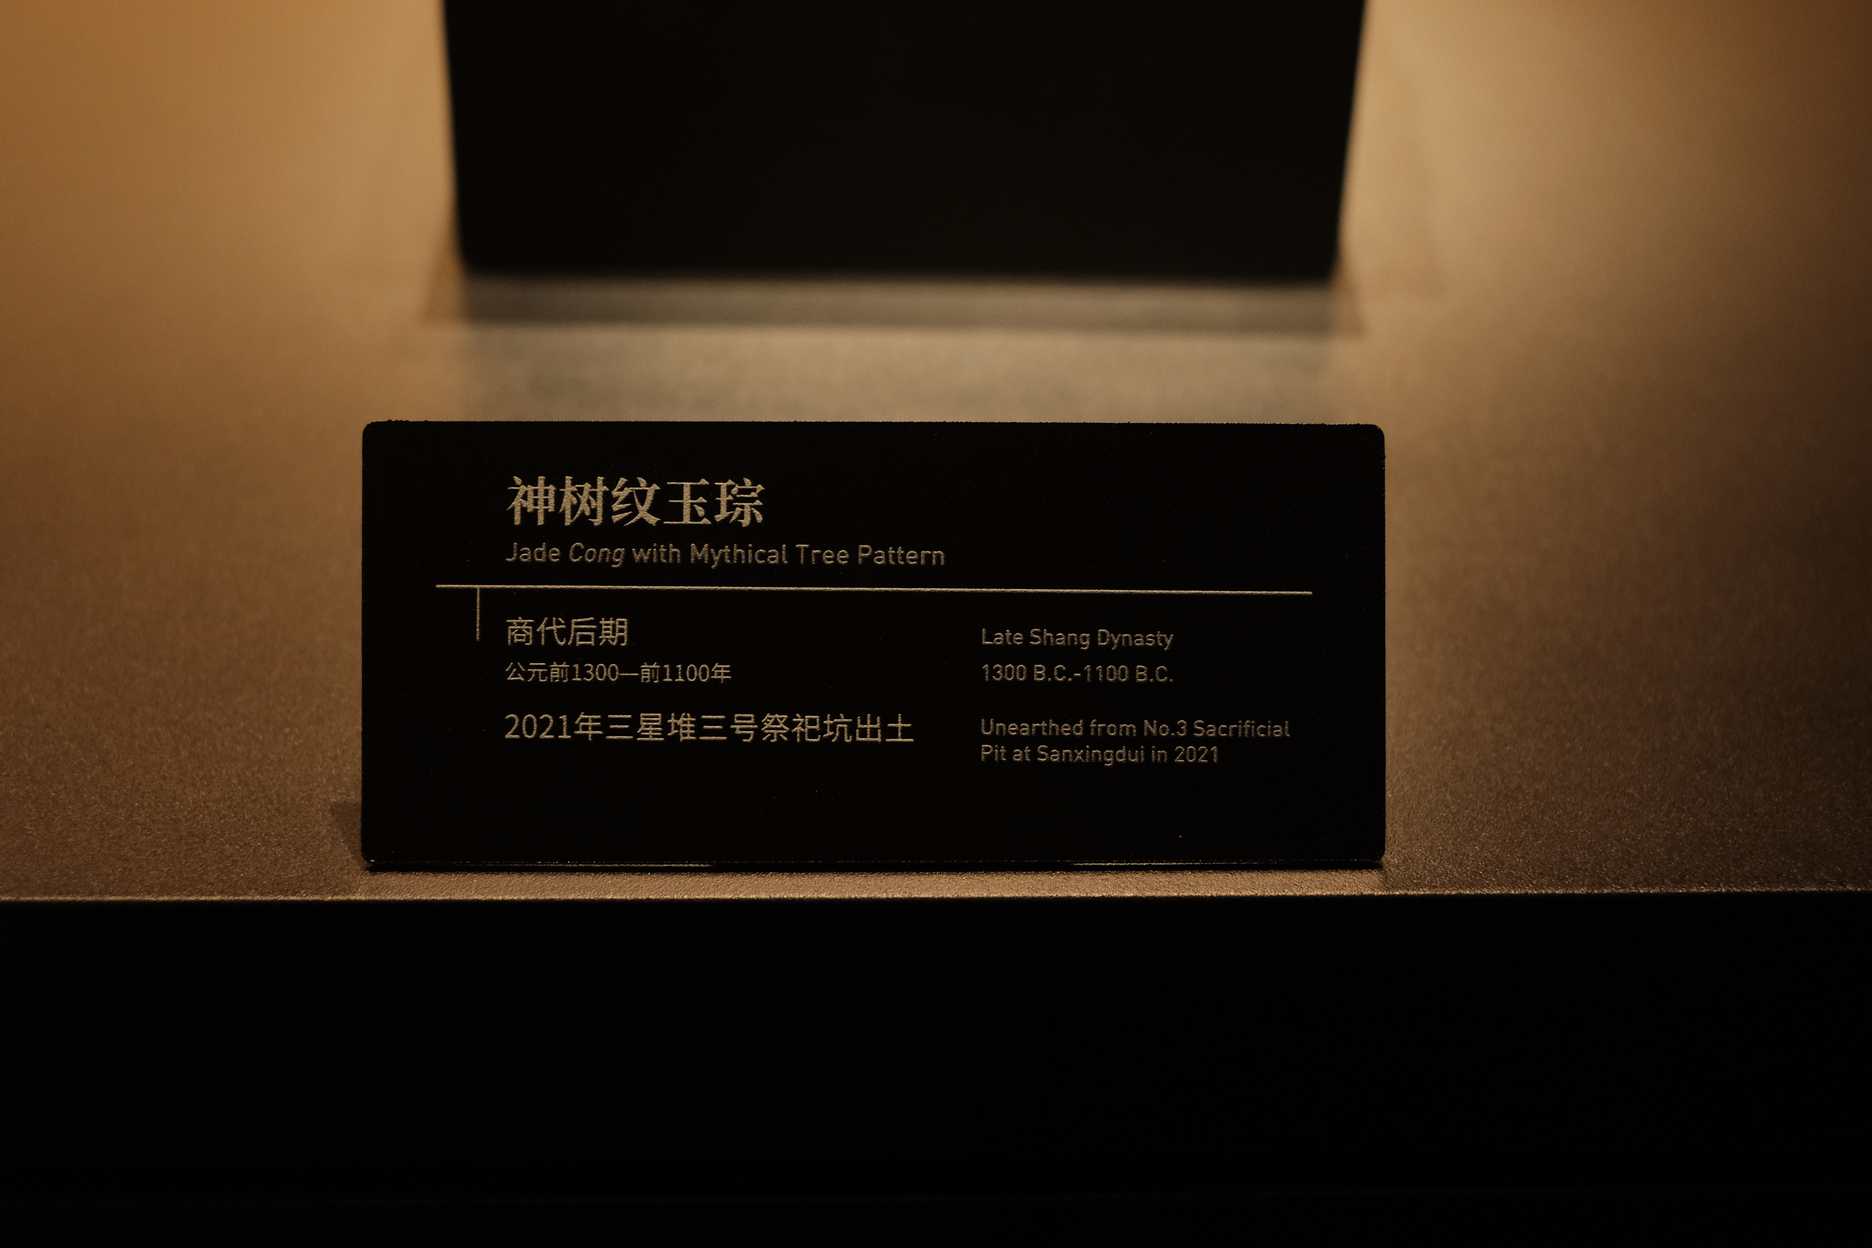 神树纹玉琮
Jade Cong with Mythical Tree Pattern
商代后期
公元前1300—前1100年
2021年三星堆三号祭祀坑出土
Late Shang Dynasty
1300 B.C.-1100 B.C.
Unearthed from No.3 Sacrificial
Pit at Sanxingdui in 2021